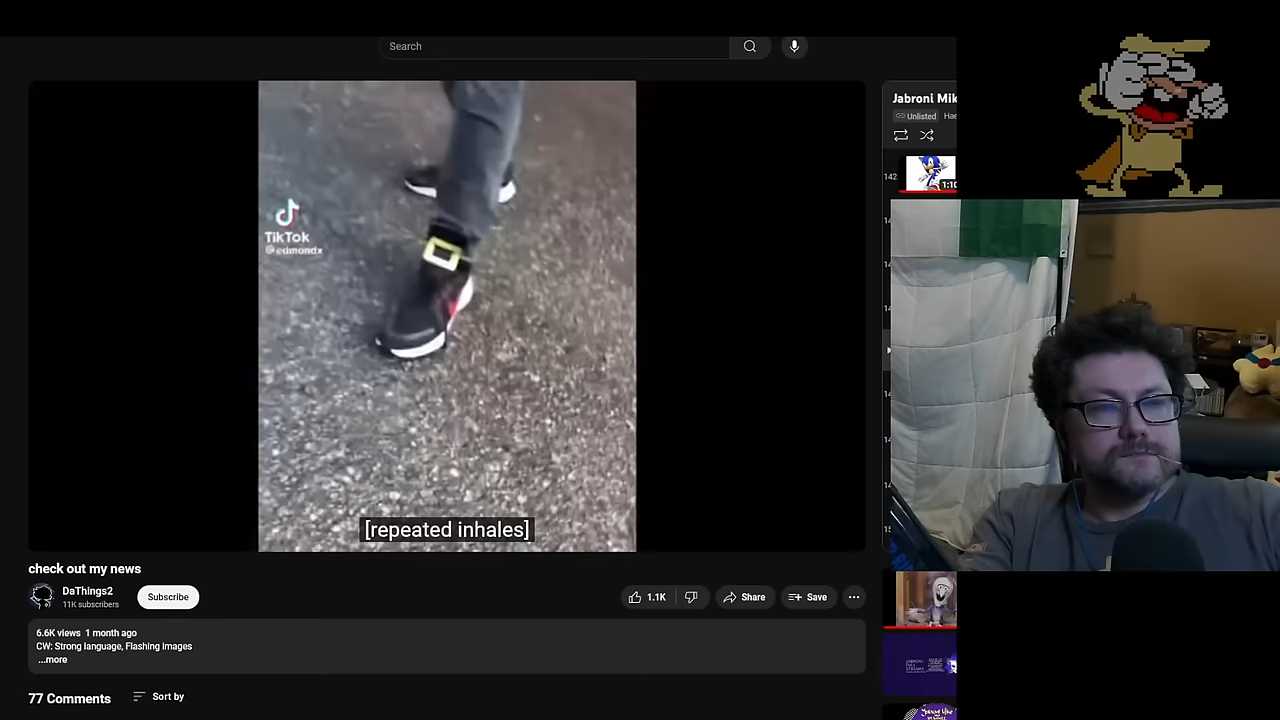 Search
TikTok
@edmondx
[repeated inhales]
Jabroni Mik
Unlisted
142
1:10
check out my news
DaThings2
11K subscribers
Subscribe
1.1K
Share
Save
6.6K views 1 month ago
CW: Strong language, Flashing images
...more
77 Comments
Sort by